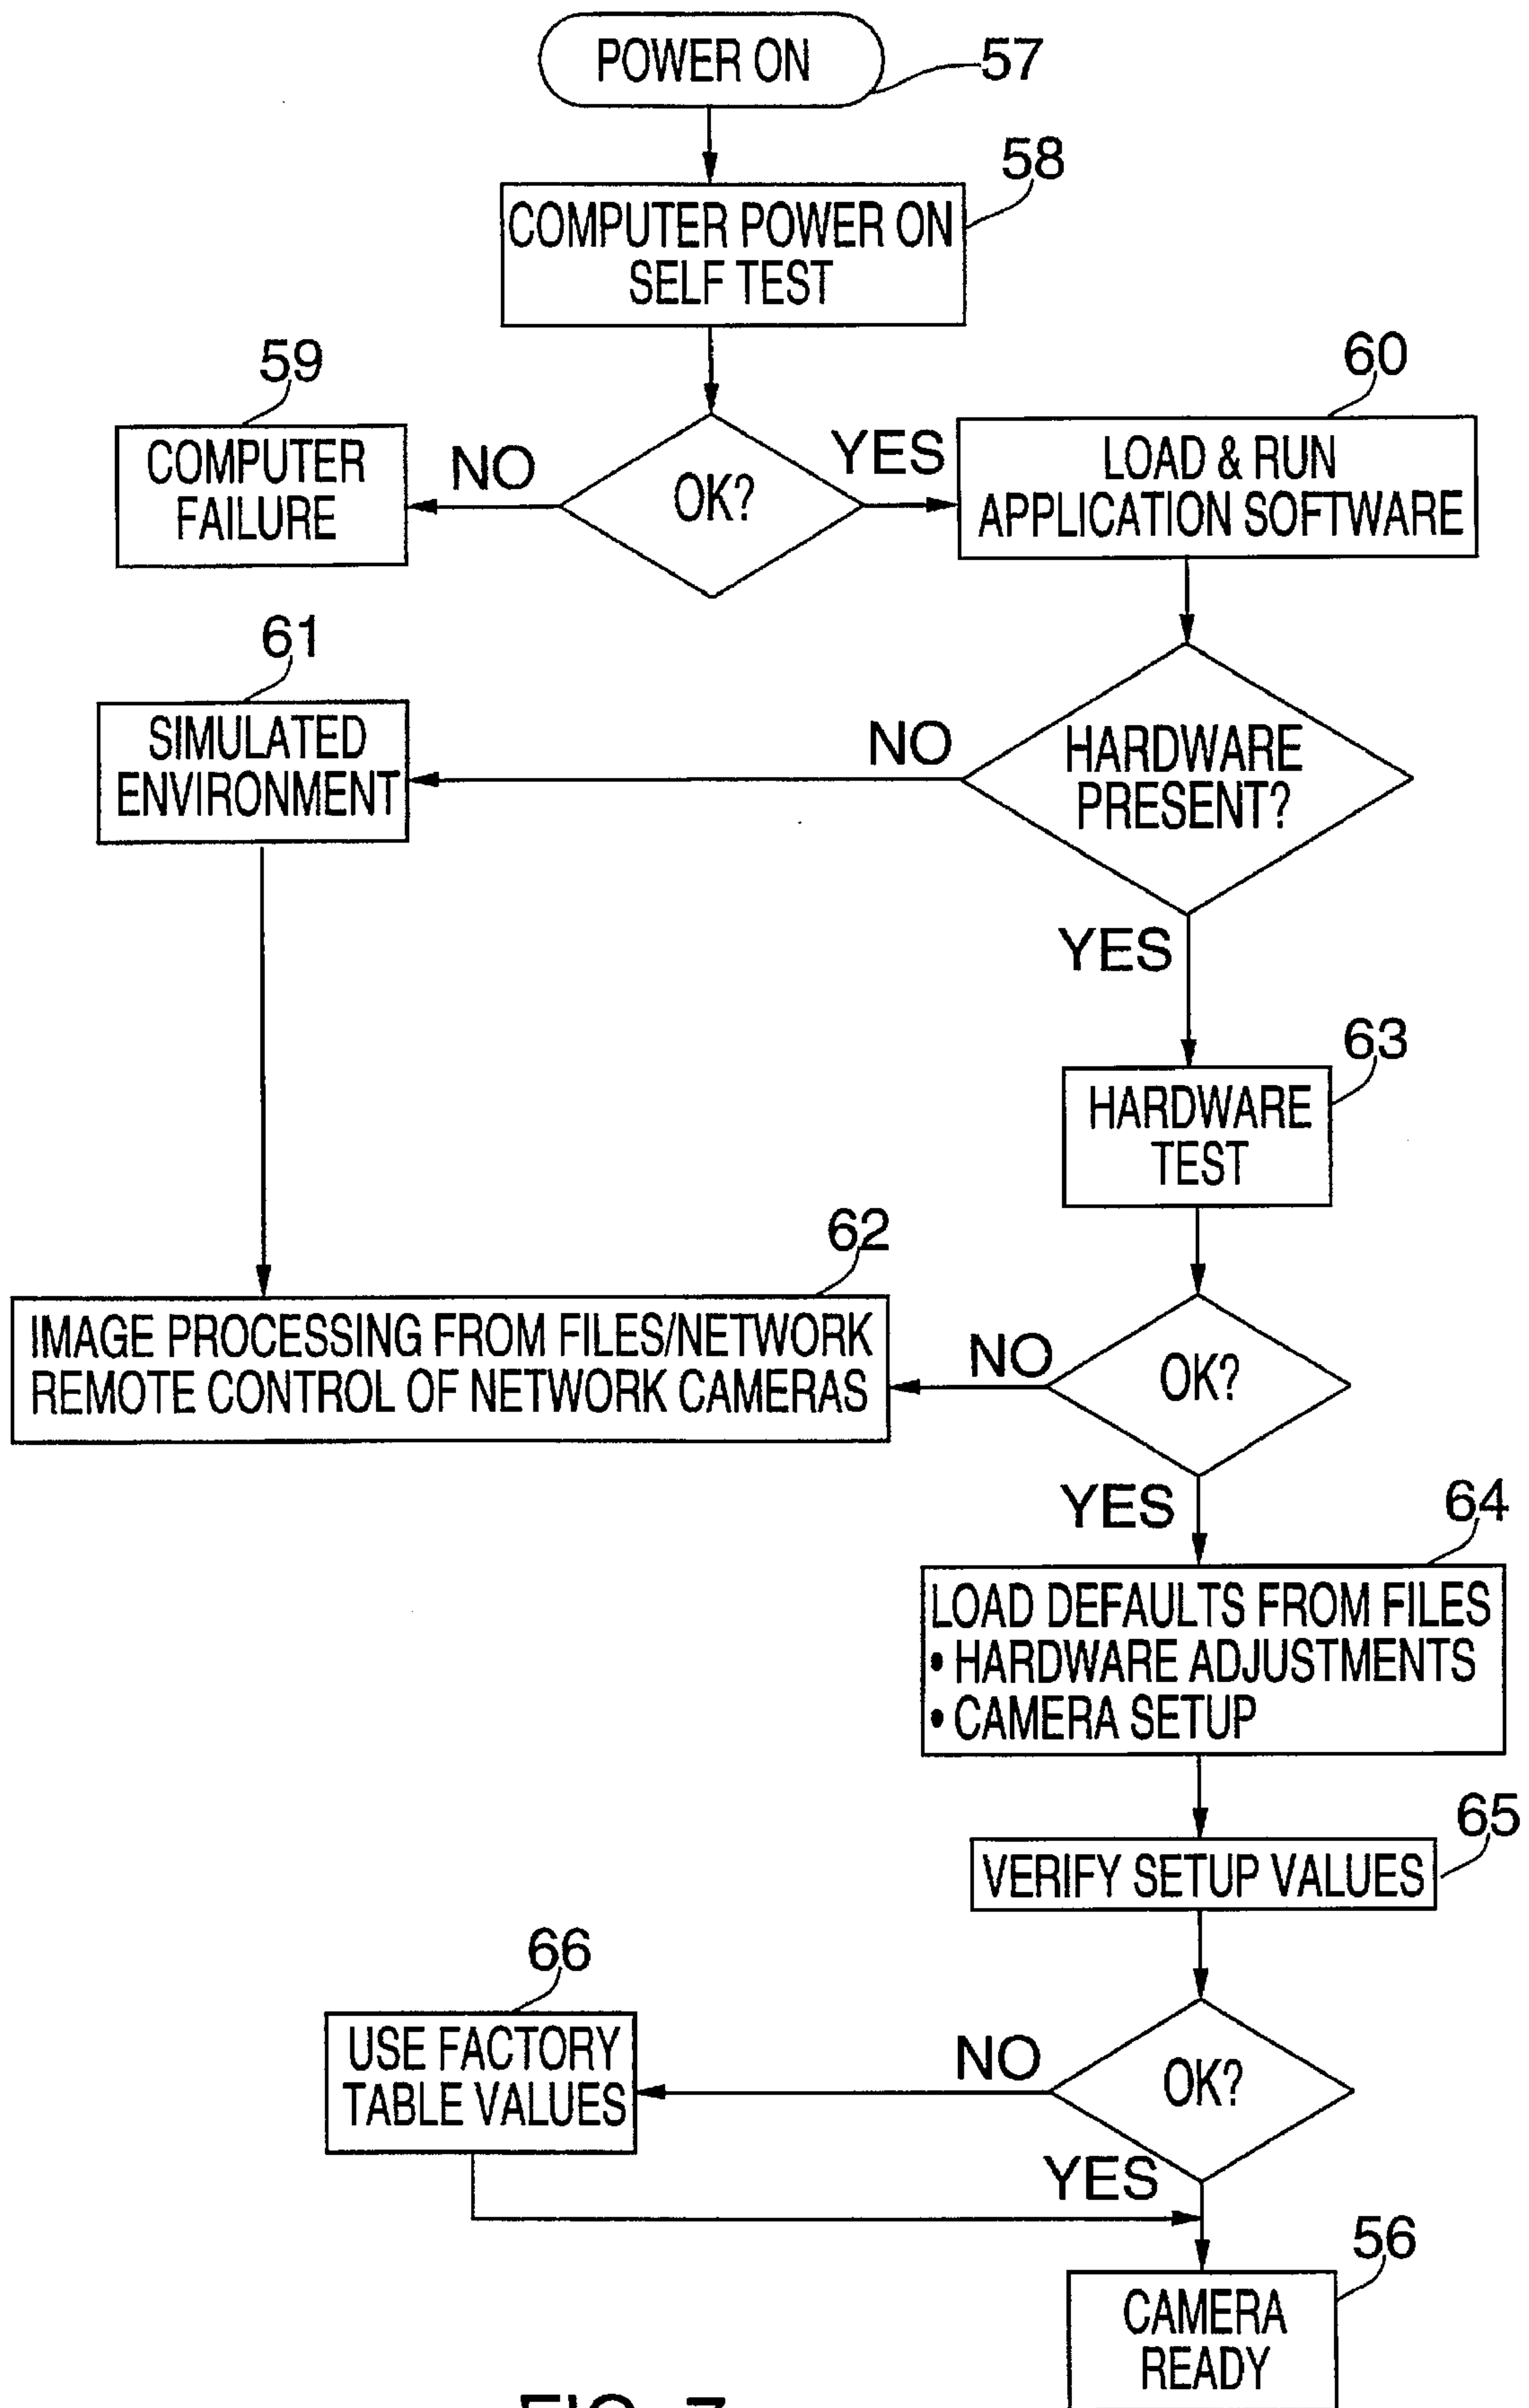 POWER ON
57
58
COMPUTER POWER ON
SELF TEST
59
60
COMPUTER
FAILURE
NO
OK?
YES
LOAD & RUN
APPLICATION SOFTWARE
61
SIMULATED
ENVIRONMENT
NO
HARDWARE
PRESENT?
YES
63
HARDWARE
TEST
62
IMAGE PROCESSING FROM FILES/NETWORK
REMOTE CONTROL OF NETWORK CAMERAS
NO
OK?
YES
64
LOAD DEFAULTS FROM FILES
• HARDWARE ADJUSTMENTS
• CAMERA SETUP
65
VERIFY SETUP VALUES
66
USE FACTORY
TABLE VALUES
NO
OK?
YES
56
CAMERA
READY